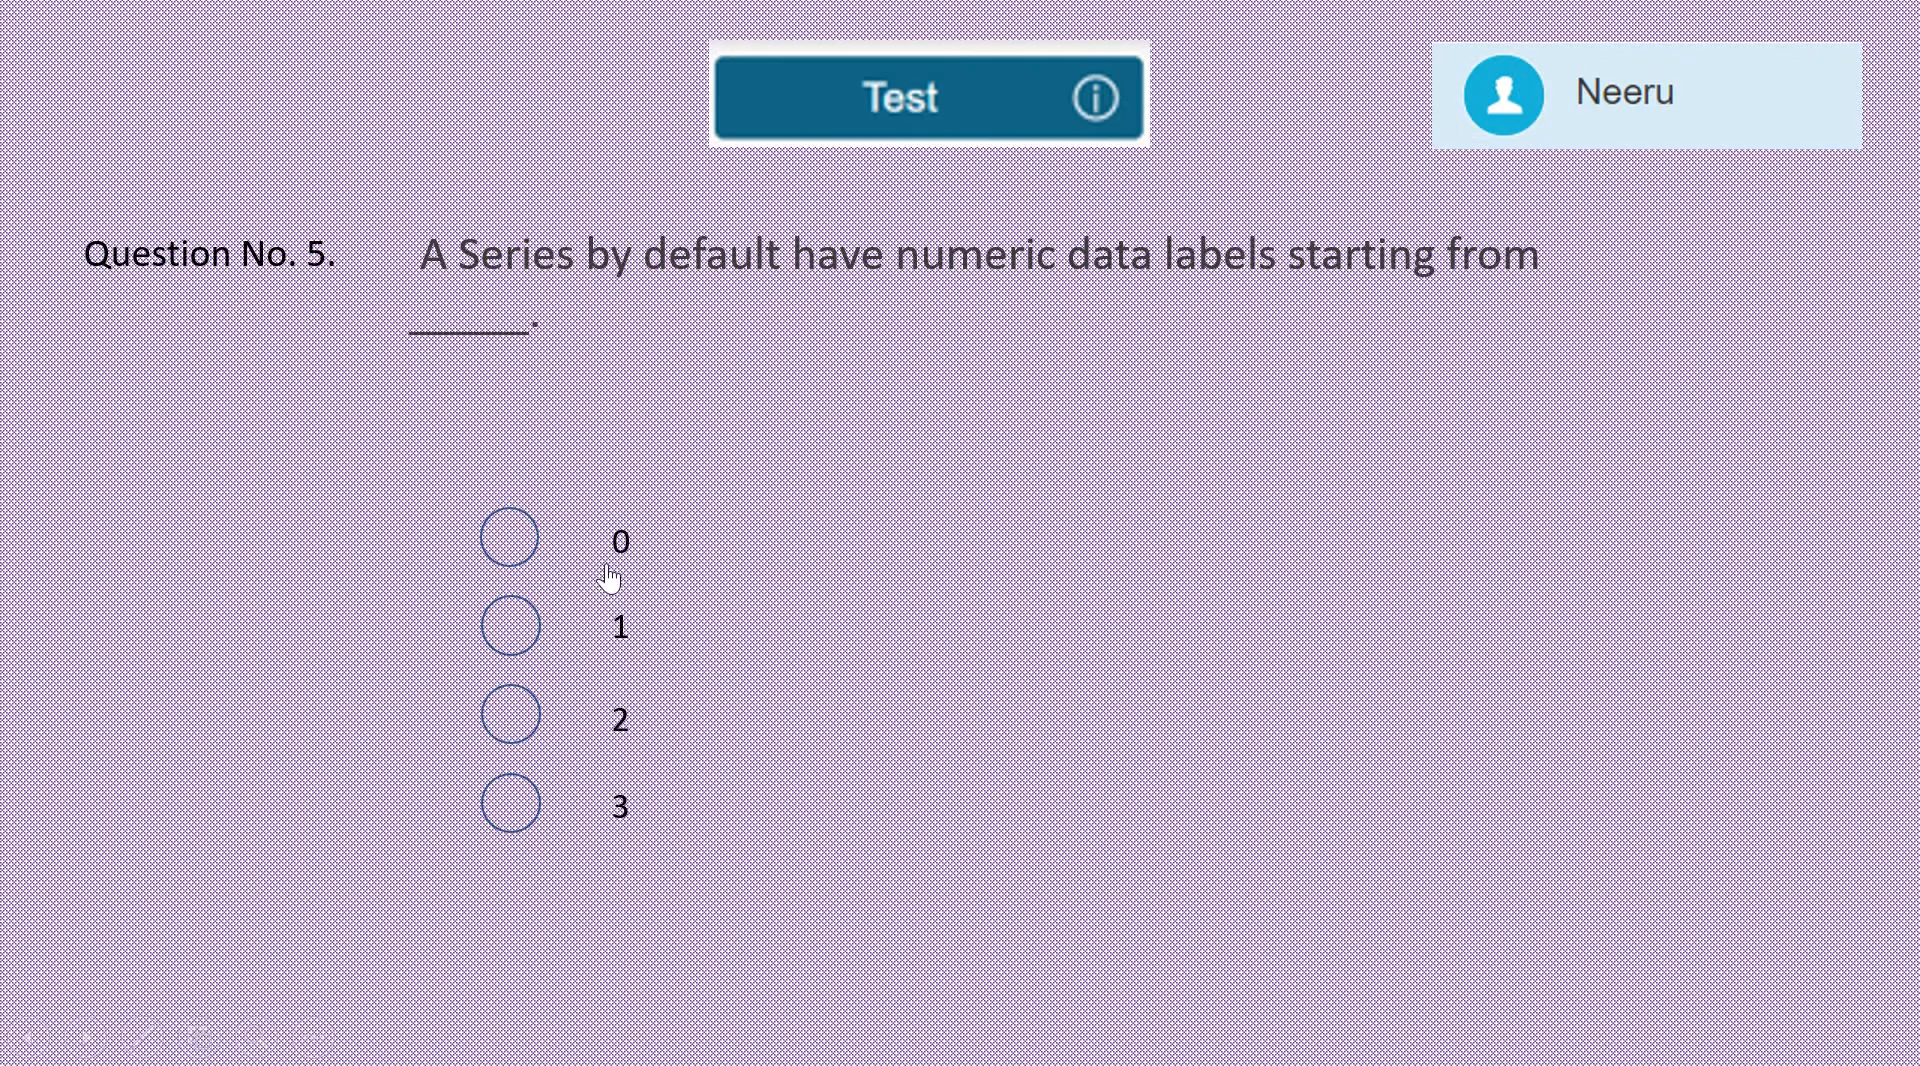 Test
Neeru
Question No. 5.
A Series by default have numeric data labels starting from
______.
0
1
2
3